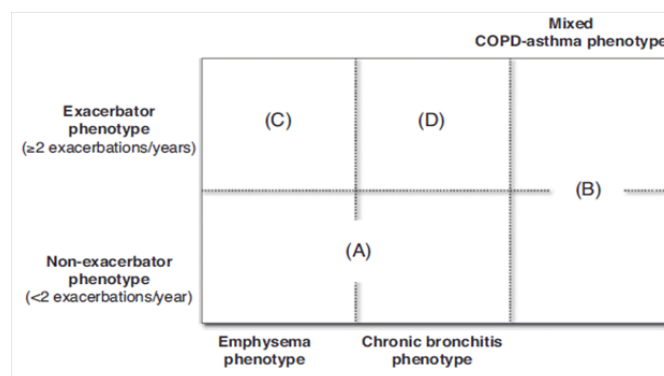 Mixed
COPD-asthma phenotype
Exacerbator
phenotype
(≥2 exacerbations/years)
(C)
(D)
(B)
(A)
Non-exacerbator
phenotype
(<2 exacerbations/year)
Emphysema
phenotype
Chronic bronchitis
phenotype